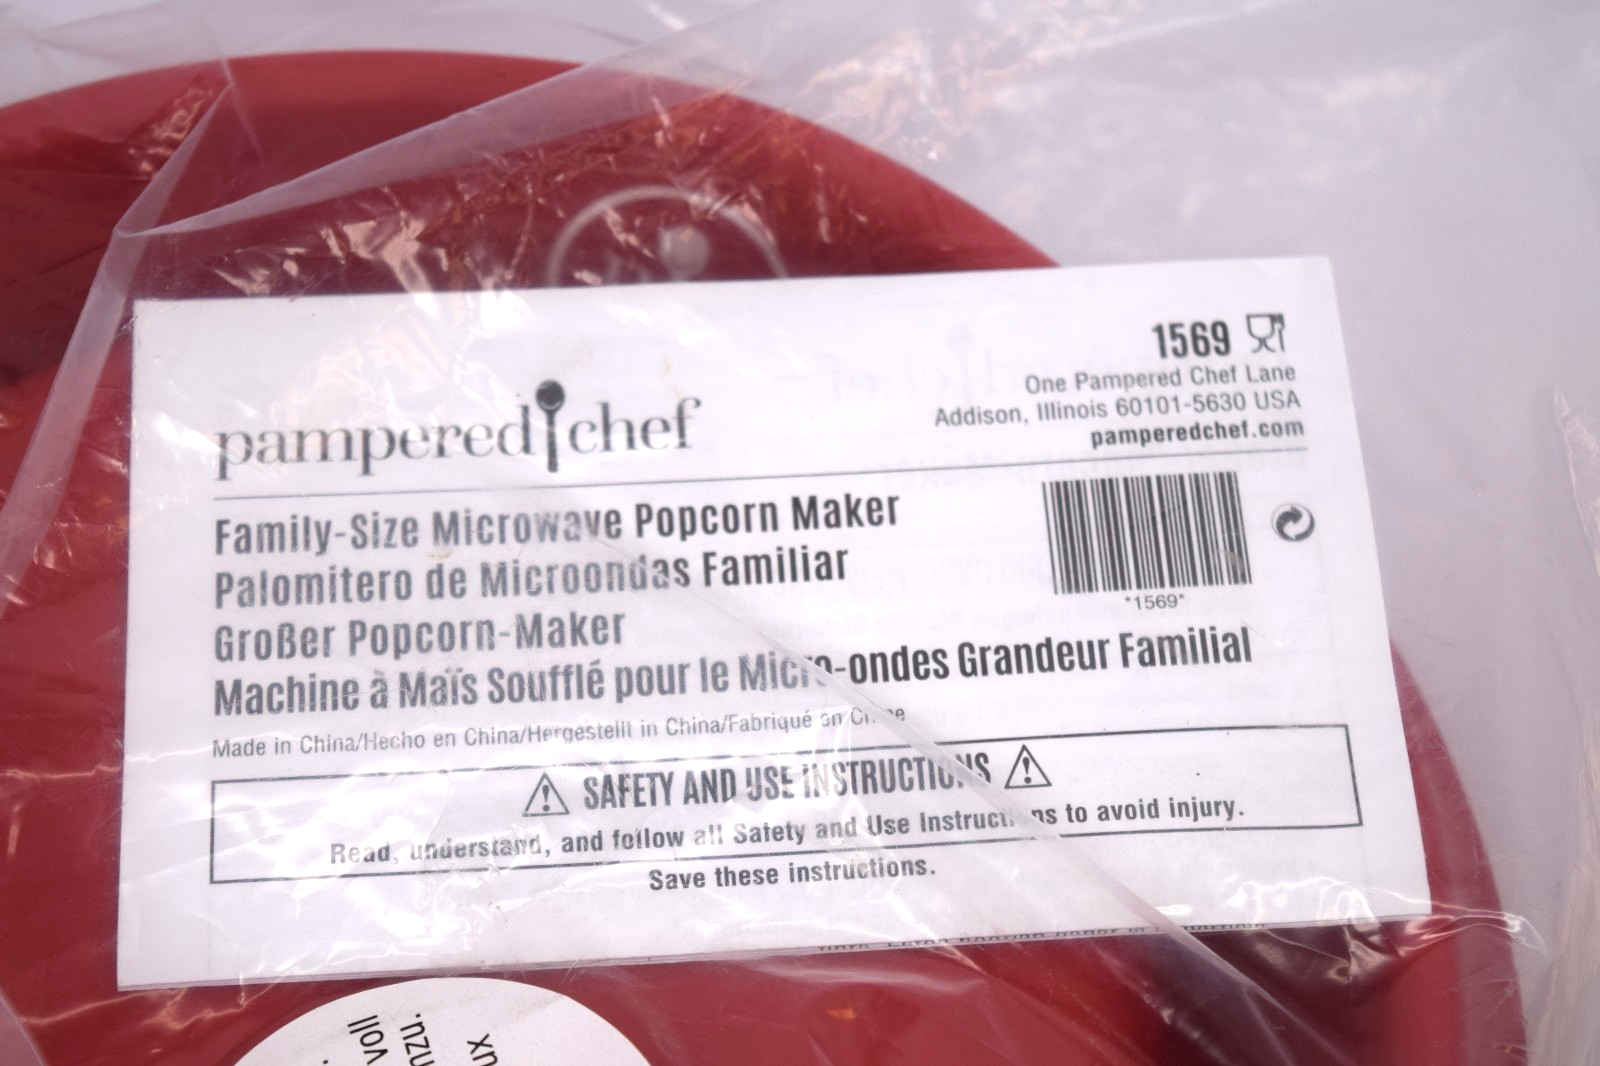 pampered chef
1569
One Pampered Chef Lane
Addison, Illinois 60101-5630 USA
pamperedchef.com
Family-Size Microwave Popcorn Maker
Palomitero de Microondas Familiar
Großer Popcorn-Maker
Machine à Maïs Soufflé pour le Micro-ondes Grandeur Familial
*1569*
Made in China/Hecho en China/Hergestellt in China/Fabriqué en Chine
SAFETY AND USE INSTRUCTIONS
Read, understand, and follow all Safety and Use Instructions to avoid injury.
Save these instructions.
voll
nzu.
ux